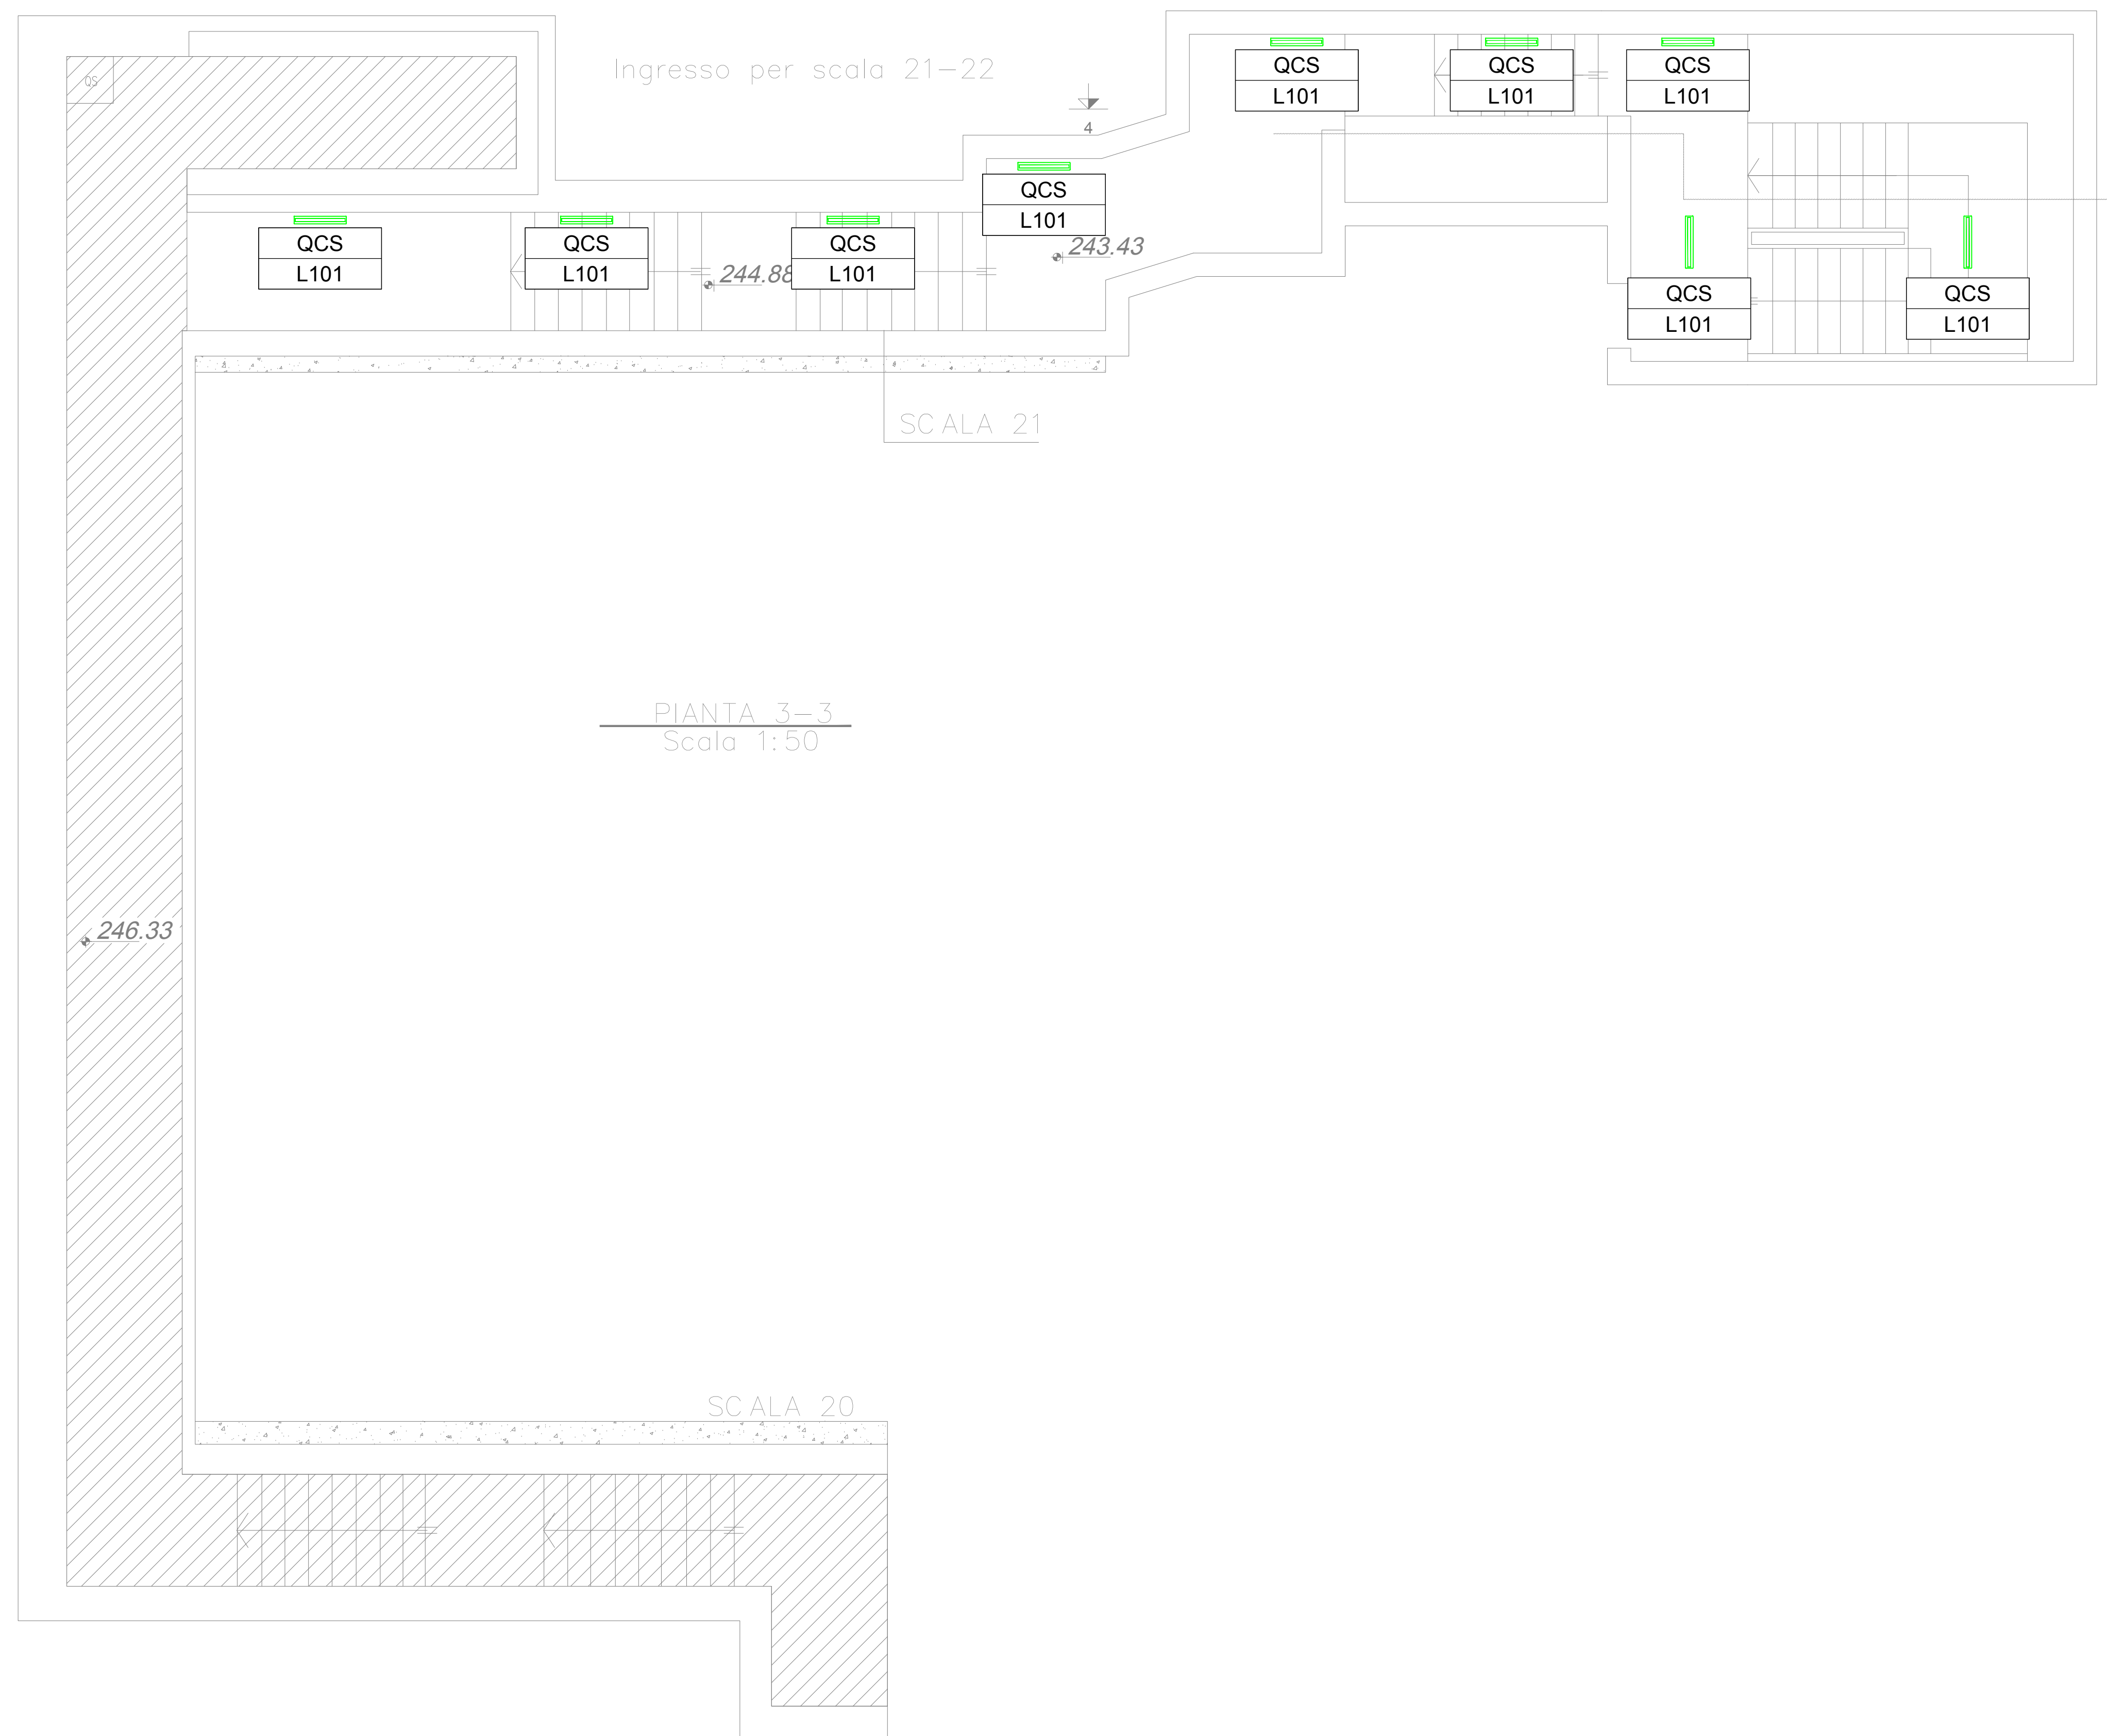 QS
Ingresso per scala 21-22
4
QCS
L101
QCS
L101
QCS
L101
QCS
L101
QCS
L101
QCS
L101
QCS
L101
QCS
L101
QCS
L101
243.43
244.88
SCALA 21
PIANTA 3-3
Scala 1:50
246.33
SCALA 20